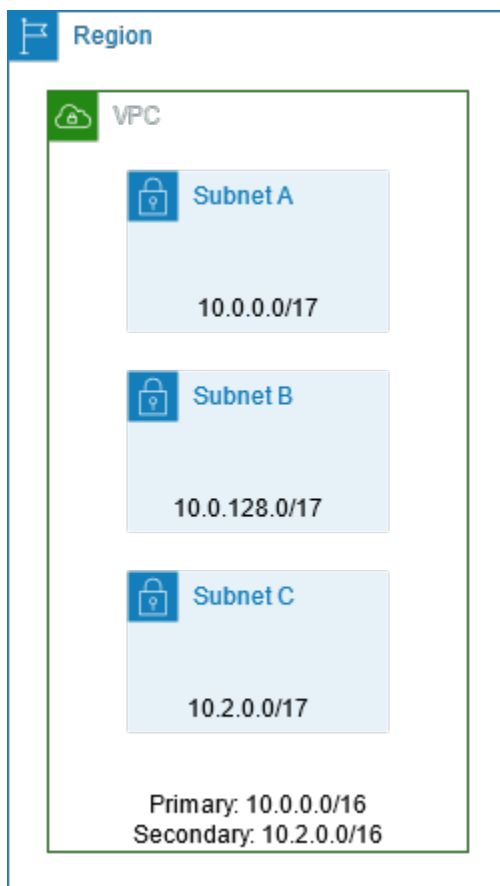 Region
VPC
Subnet A
10.0.0.0/17
Subnet B
10.0.128.0/17
Subnet C
10.2.0.0/17
Primary: 10.0.0.0/16
Secondary: 10.2.0.0/16